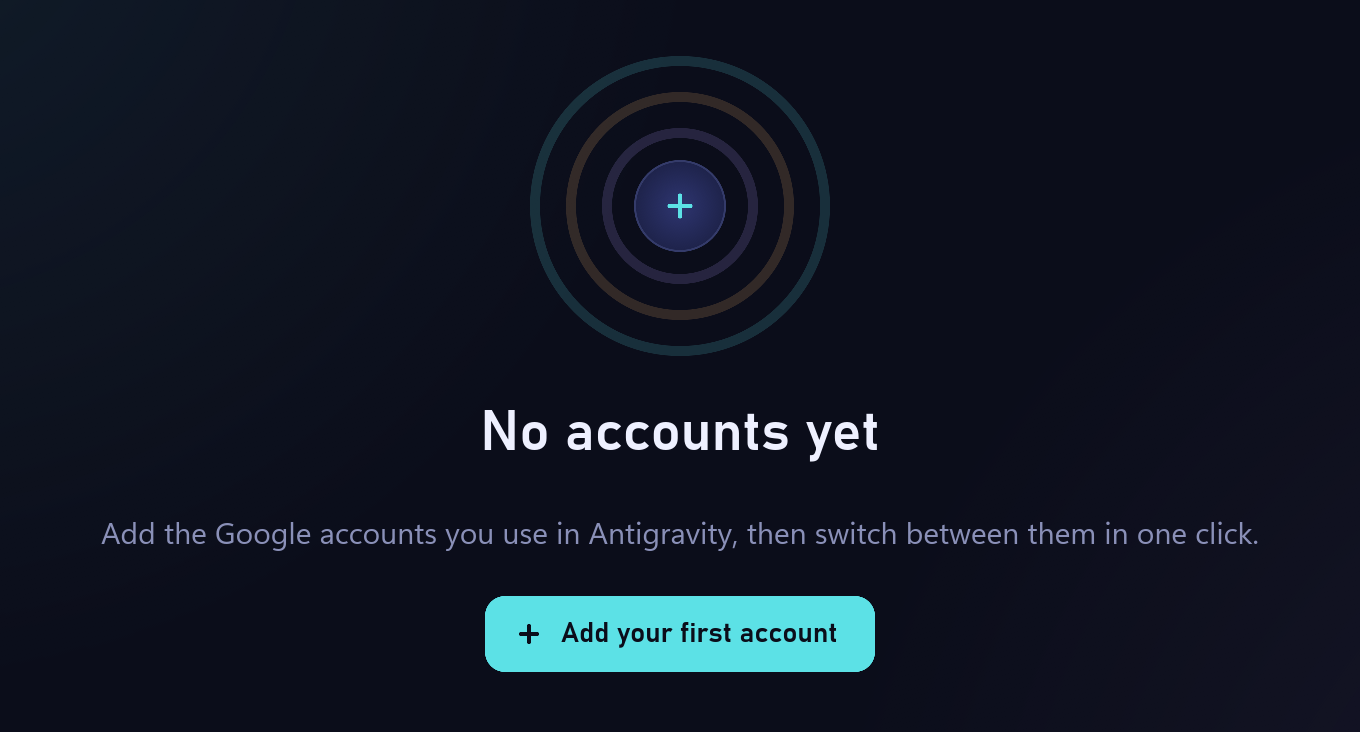 No accounts yet
Add the Google accounts you use in Antigravity, then switch between them in one click.
+ Add your first account